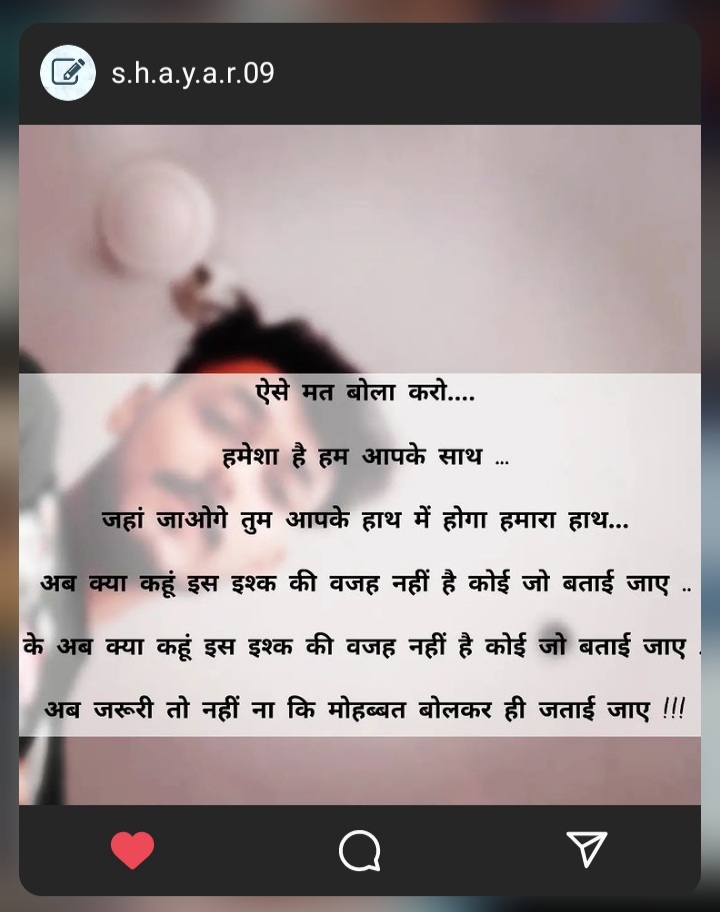 s.h.a.y.a.r.09
ऐसे मत बोला करो....
हमेशा है हम आपके साथ ...
जहां जाओगे तुम आपके हाथ में होगा हमारा हाथ...
अब क्या कहूं इस इश्क की वजह नहीं है कोई जो बताई जाए ..
के अब क्या कहूं इस इश्क की वजह नहीं है कोई जो बताई जाए .
अब जरूरी तो नहीं ना कि मोहब्बत बोलकर ही जताई जाए !!!